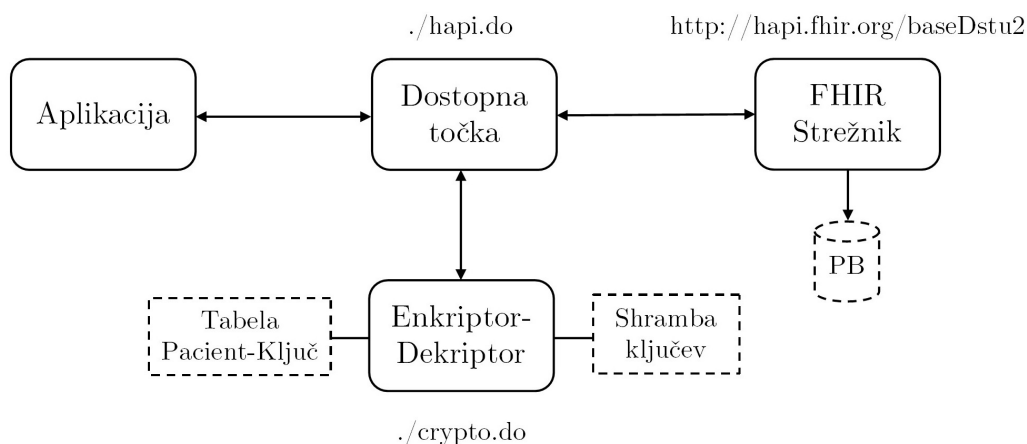 ./hapi.do
http://hapi.fhir.org/baseDstu2
Aplikacija
Dostopna
točka
FHIR
Strežnik
PB
Tabela
Pacient-Ključ
Enkriptor-
Dekriptor
Shramba
ključev
./crypto.do